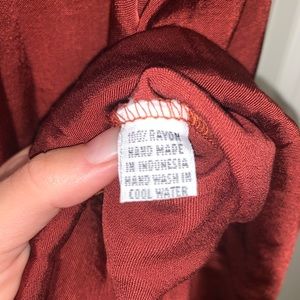 100% RAYON
HAND MADE
IN INDONESIA
HAND WASH IN
COOL WATER